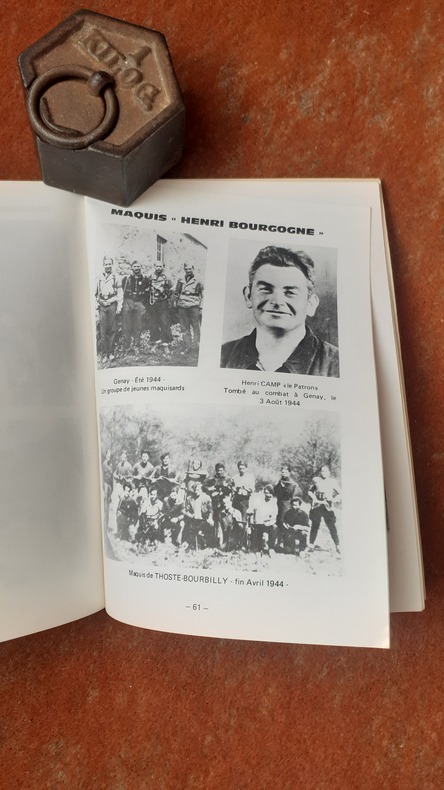 1
KILOG
MAQUIS " HENRI BOURGOGNE "
Genay - Été 1944 -
Un groupe de jeunes maquisards
Henri CAMP «le Patron»
Tombé au combat à Genay, le
3 Août 1944
Maquis de THOSTE-BOURBILLY - fin Avril 1944 -
– 61 –